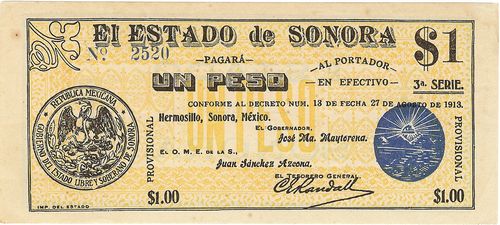 El ESTADO de SONORA
$1
No. 2520
PAGARÁ
AL PORTADOR
EN EFECTIVO
UN PESO
3a. SERIE.
CONFORME AL DECRETO NUM. 13 DE FECHA 27 DE AGOSTO DE 1913.
Hermosillo, Sonora, México.
EL GOBERNADOR,
José Ma. Maytorena.
EL O. M. E. DE LA S.,
Juan Sánchez Azcona.
EL TESORERO GENERAL.
REPUBLICA MEXICANA
GOBIERNO DEL ESTADO LIBRE Y SOBERANO DE SONORA
PROVISIONAL
UN PESO
PROVISIONAL
$1.00
$1.00
IMP. DEL ESTADO